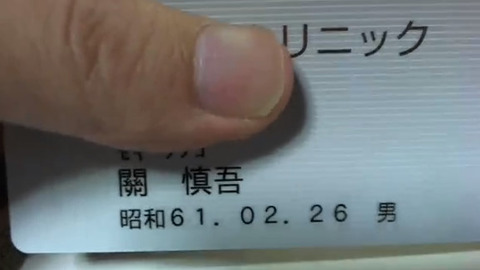 リニック
關 慎吾
昭和61.02.26 男